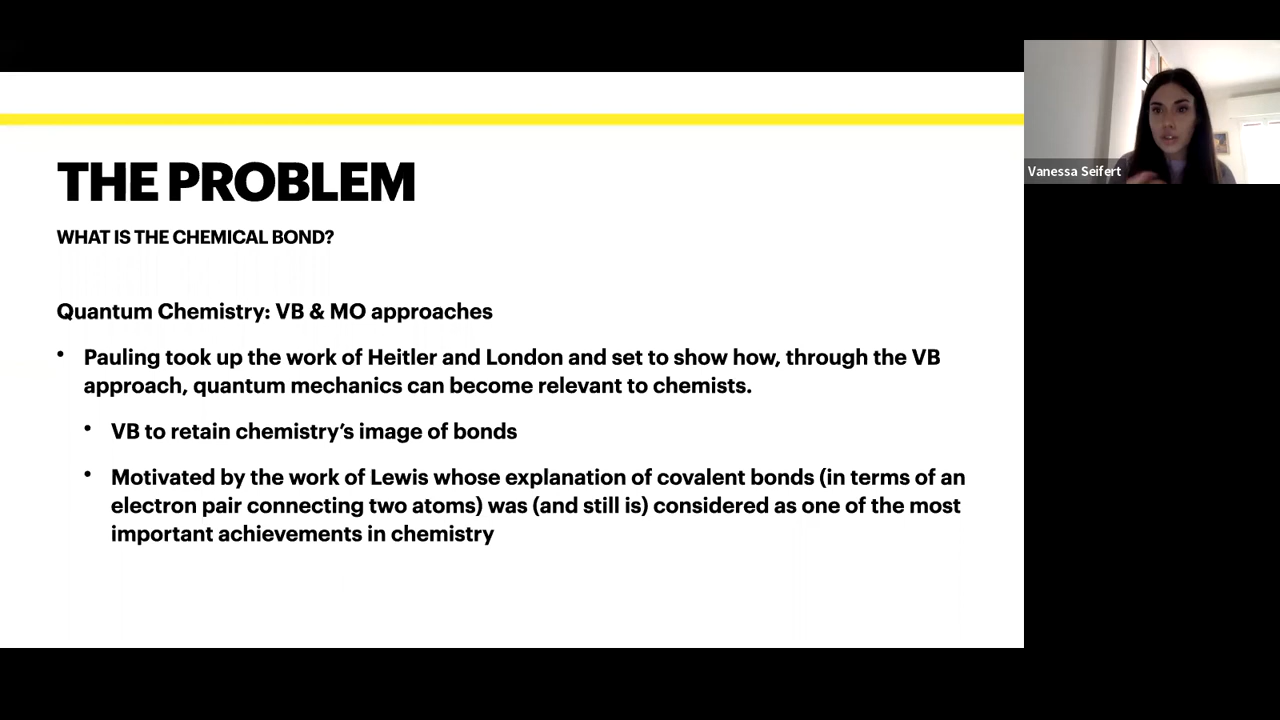 THE PROBLEM
WHAT IS THE CHEMICAL BOND?
Quantum Chemistry: VB & MO approaches
• Pauling took up the work of Heitler and London and set to show how, through the VB
approach, quantum mechanics can become relevant to chemists.
• VB to retain chemistry’s image of bonds
• Motivated by the work of Lewis whose explanation of covalent bonds (in terms of an
electron pair connecting two atoms) was (and still is) considered as one of the most
important achievements in chemistry
Vanessa Seifert